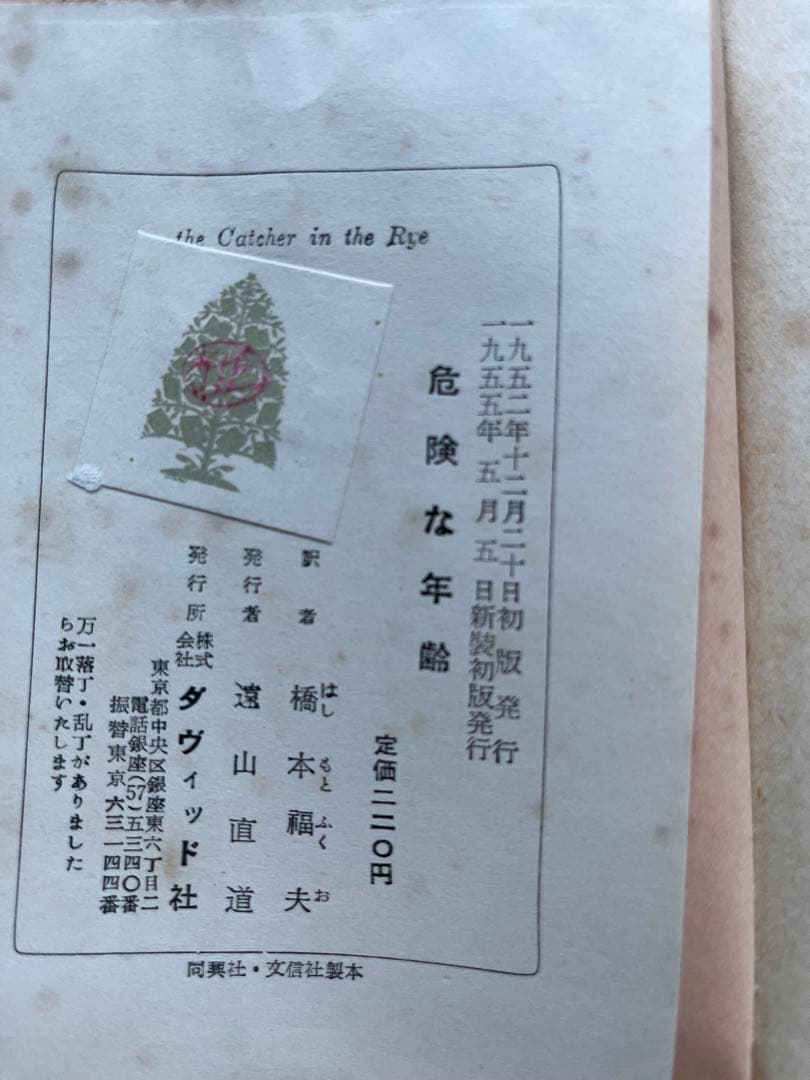 the Catcher in the Rye
一九五二年十二月二十日初版発行
一九五五年五月五日新装初版発行
危険な年齢
定価二二〇円
訳者 橋本福夫
はし もと ふく お
発行者 遠山直道
発行所 株式会社 ダヴィッド社
東京都中央区銀座東六丁目二
電話銀座(57)五三四〇番
振替東京六三一四四番
万一落丁・乱丁がありました
らお取替いたします
同興社・文信社製本